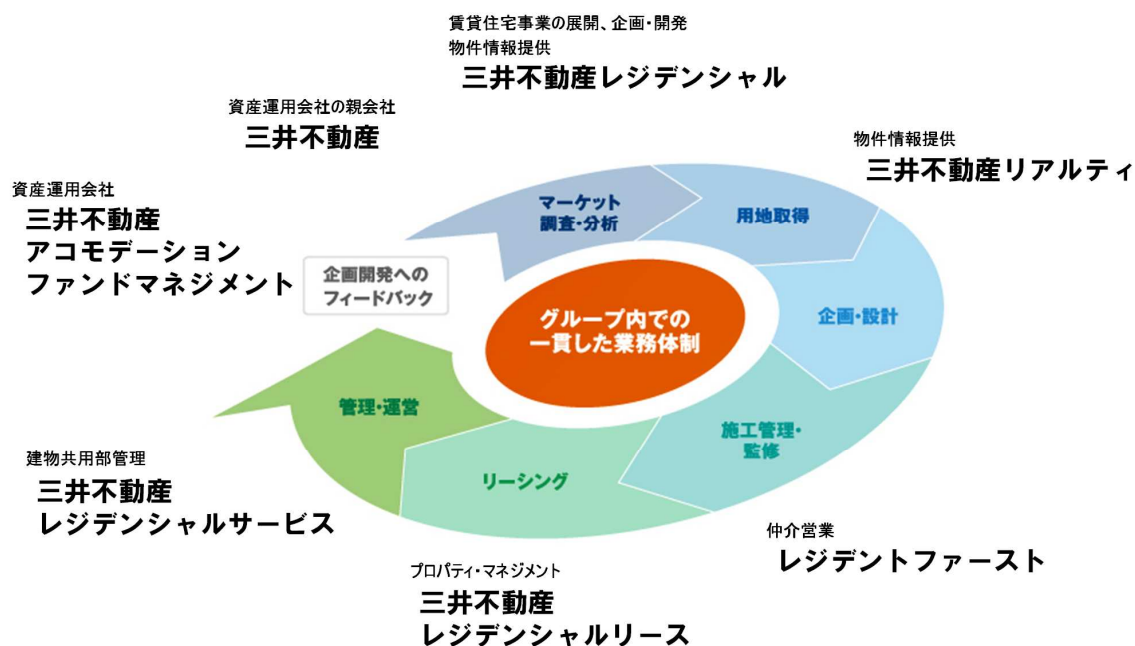 賃貸住宅事業の展開、企画・開発
物件情報提供
三井不動産レジデンシャル
資産運用会社の親会社
三井不動産
物件情報提供
三井不動産リアルティ
資産運用会社
三井不動産
アコモデーション
ファンドマネジメント
マーケット
調査・分析
用地取得
企画開発への
フィードバック
企画・設計
グループ内での
一貫した業務体制
管理・運営
施工管理・
監修
リーシング
建物共用部管理
三井不動産
レジデンシャルサービス
仲介営業
レジデントファースト
プロパティ・マネジメント
三井不動産
レジデンシャルリース